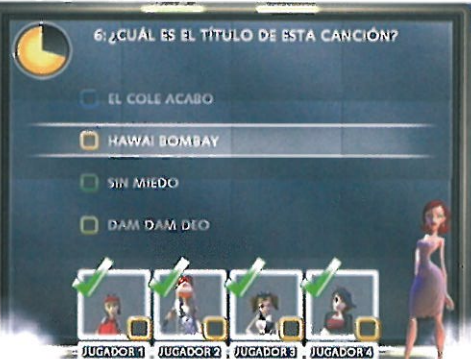 6: ¿CUÁL ES EL TÍTULO DE ESTA CANCIÓN?
EL COLE ACABO
HAWAI BOMBAY
SIN MIEDO
DAM DAM DEO
JUGADOR 1 JUGADOR 2 JUGADOR 3 JUGADOR 4